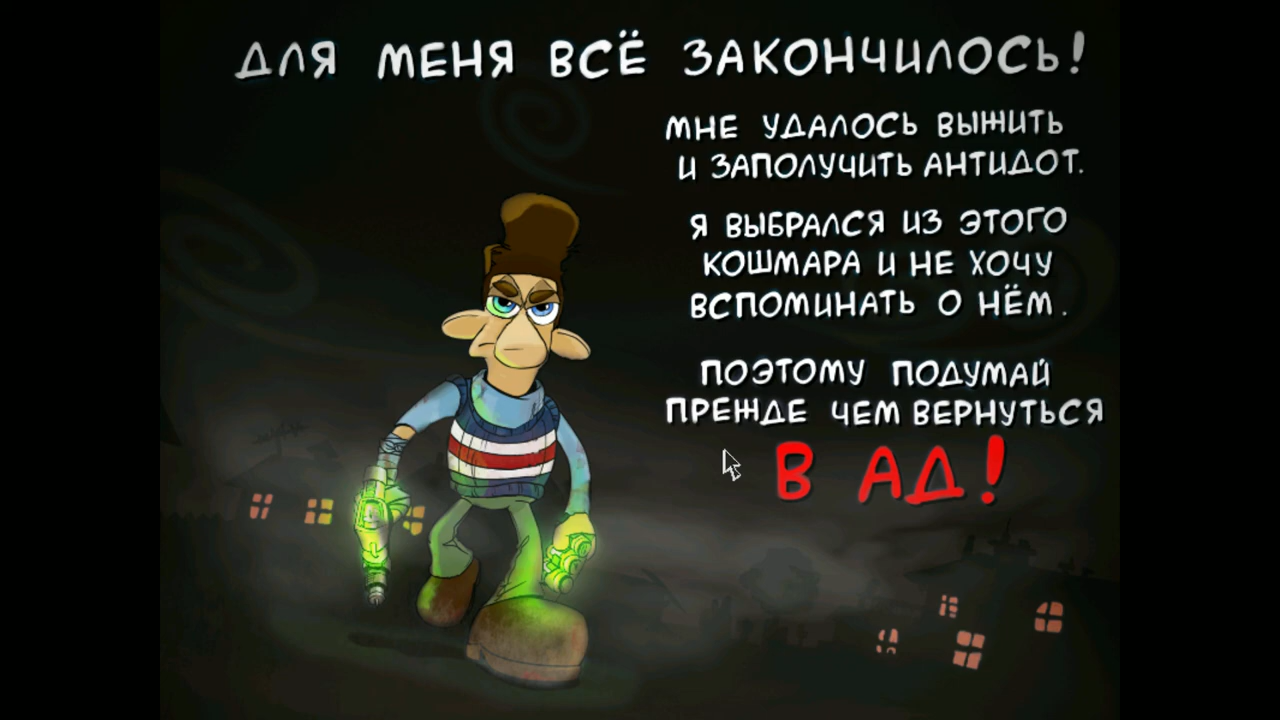 ДЛЯ МЕНЯ ВСЁ ЗАКОНЧИЛОСЬ!
МНЕ УДАЛОСЬ ВЫЖИТЬ
И ЗАПОЛУЧИТЬ АНТИДОТ.
Я ВЫБРАЛСЯ ИЗ ЭТОГО
КОШМАРА И НЕ ХОЧУ
ВСПОМИНАТЬ О НЁМ.
ПОЭТОМУ ПОДУМАЙ
ПРЕЖДЕ ЧЕМ ВЕРНУТЬСЯ
В АД!